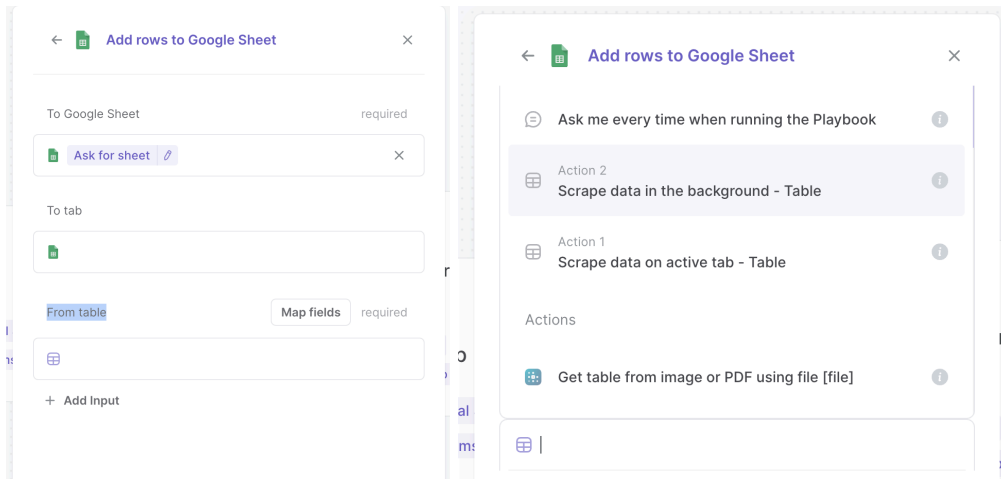 Add rows to Google Sheet
To Google Sheet required
Ask for sheet
To tab
From table Map fields required
Add Input
Add rows to Google Sheet
Ask me every time when running the Playbook
Action 2
Scrape data in the background - Table
Action 1
Scrape data on active tab - Table
Actions
Get table from image or PDF using file [file]